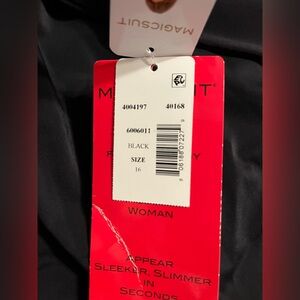 MAGICSUIT
4004197 40168
6006011
BLACK
SIZE
16
WOMAN
APPEAR
SLEEKER, SLIMMER
IN
SECONDS